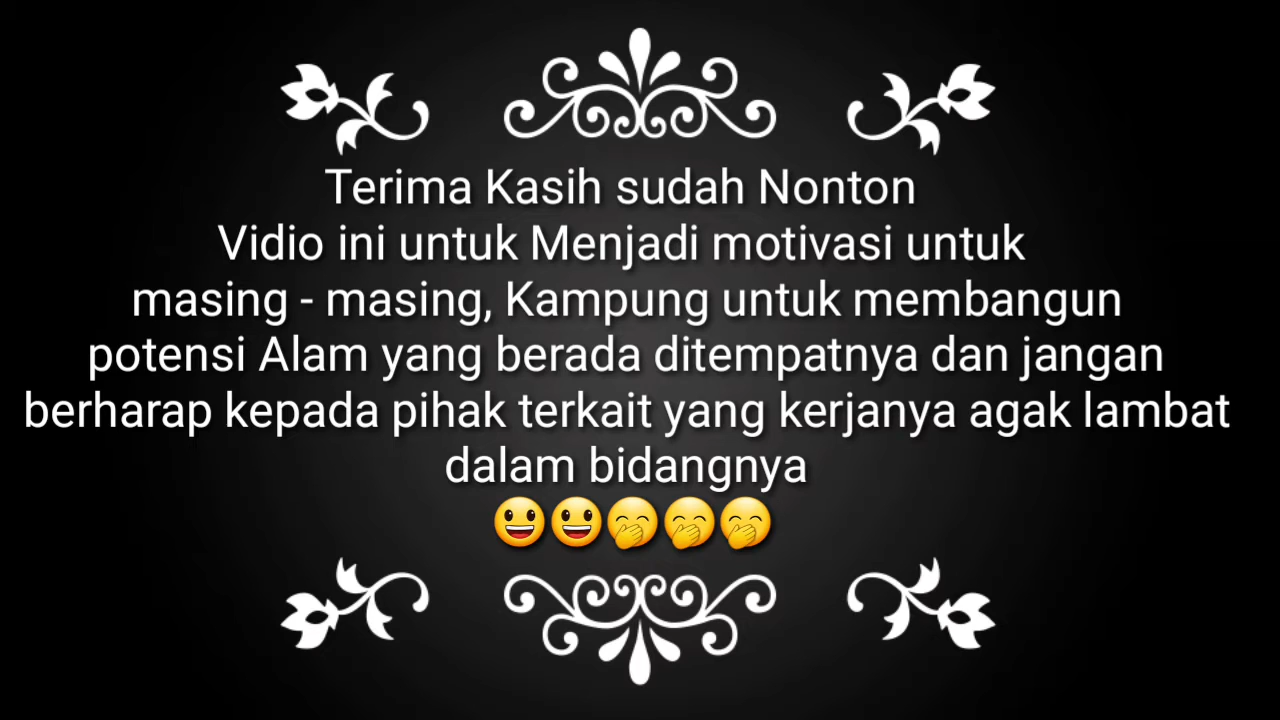 Terima Kasih sudah Nonton
Vidio ini untuk Menjadi motivasi untuk
masing - masing, Kampung untuk membangun
potensi Alam yang berada ditempatnya dan jangan
berharap kepada pihak terkait yang kerjanya agak lambat
dalam bidangnya
😃😃🤭🤭🤭